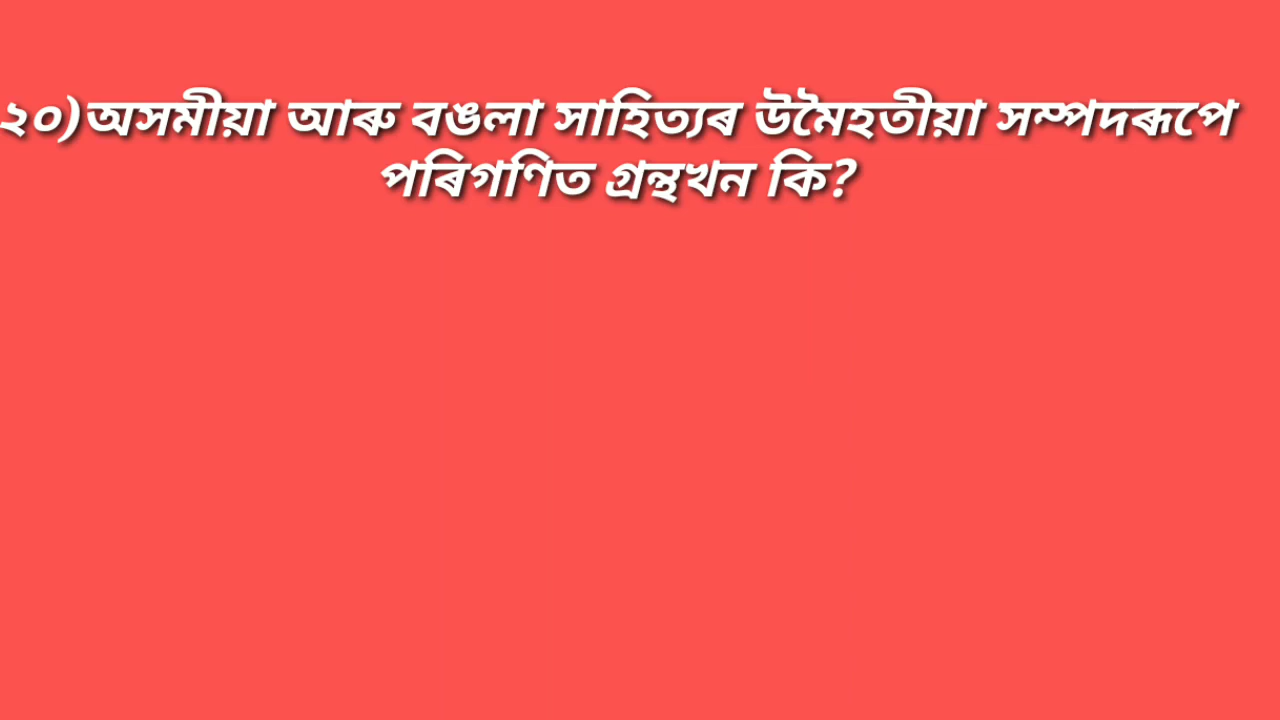 ২০)অসমীয়া আৰু বঙলা সাহিত্যৰ উমৈহতীয়া সম্পদৰূপে
পৰিগণিত গ্ৰন্থখন কি?